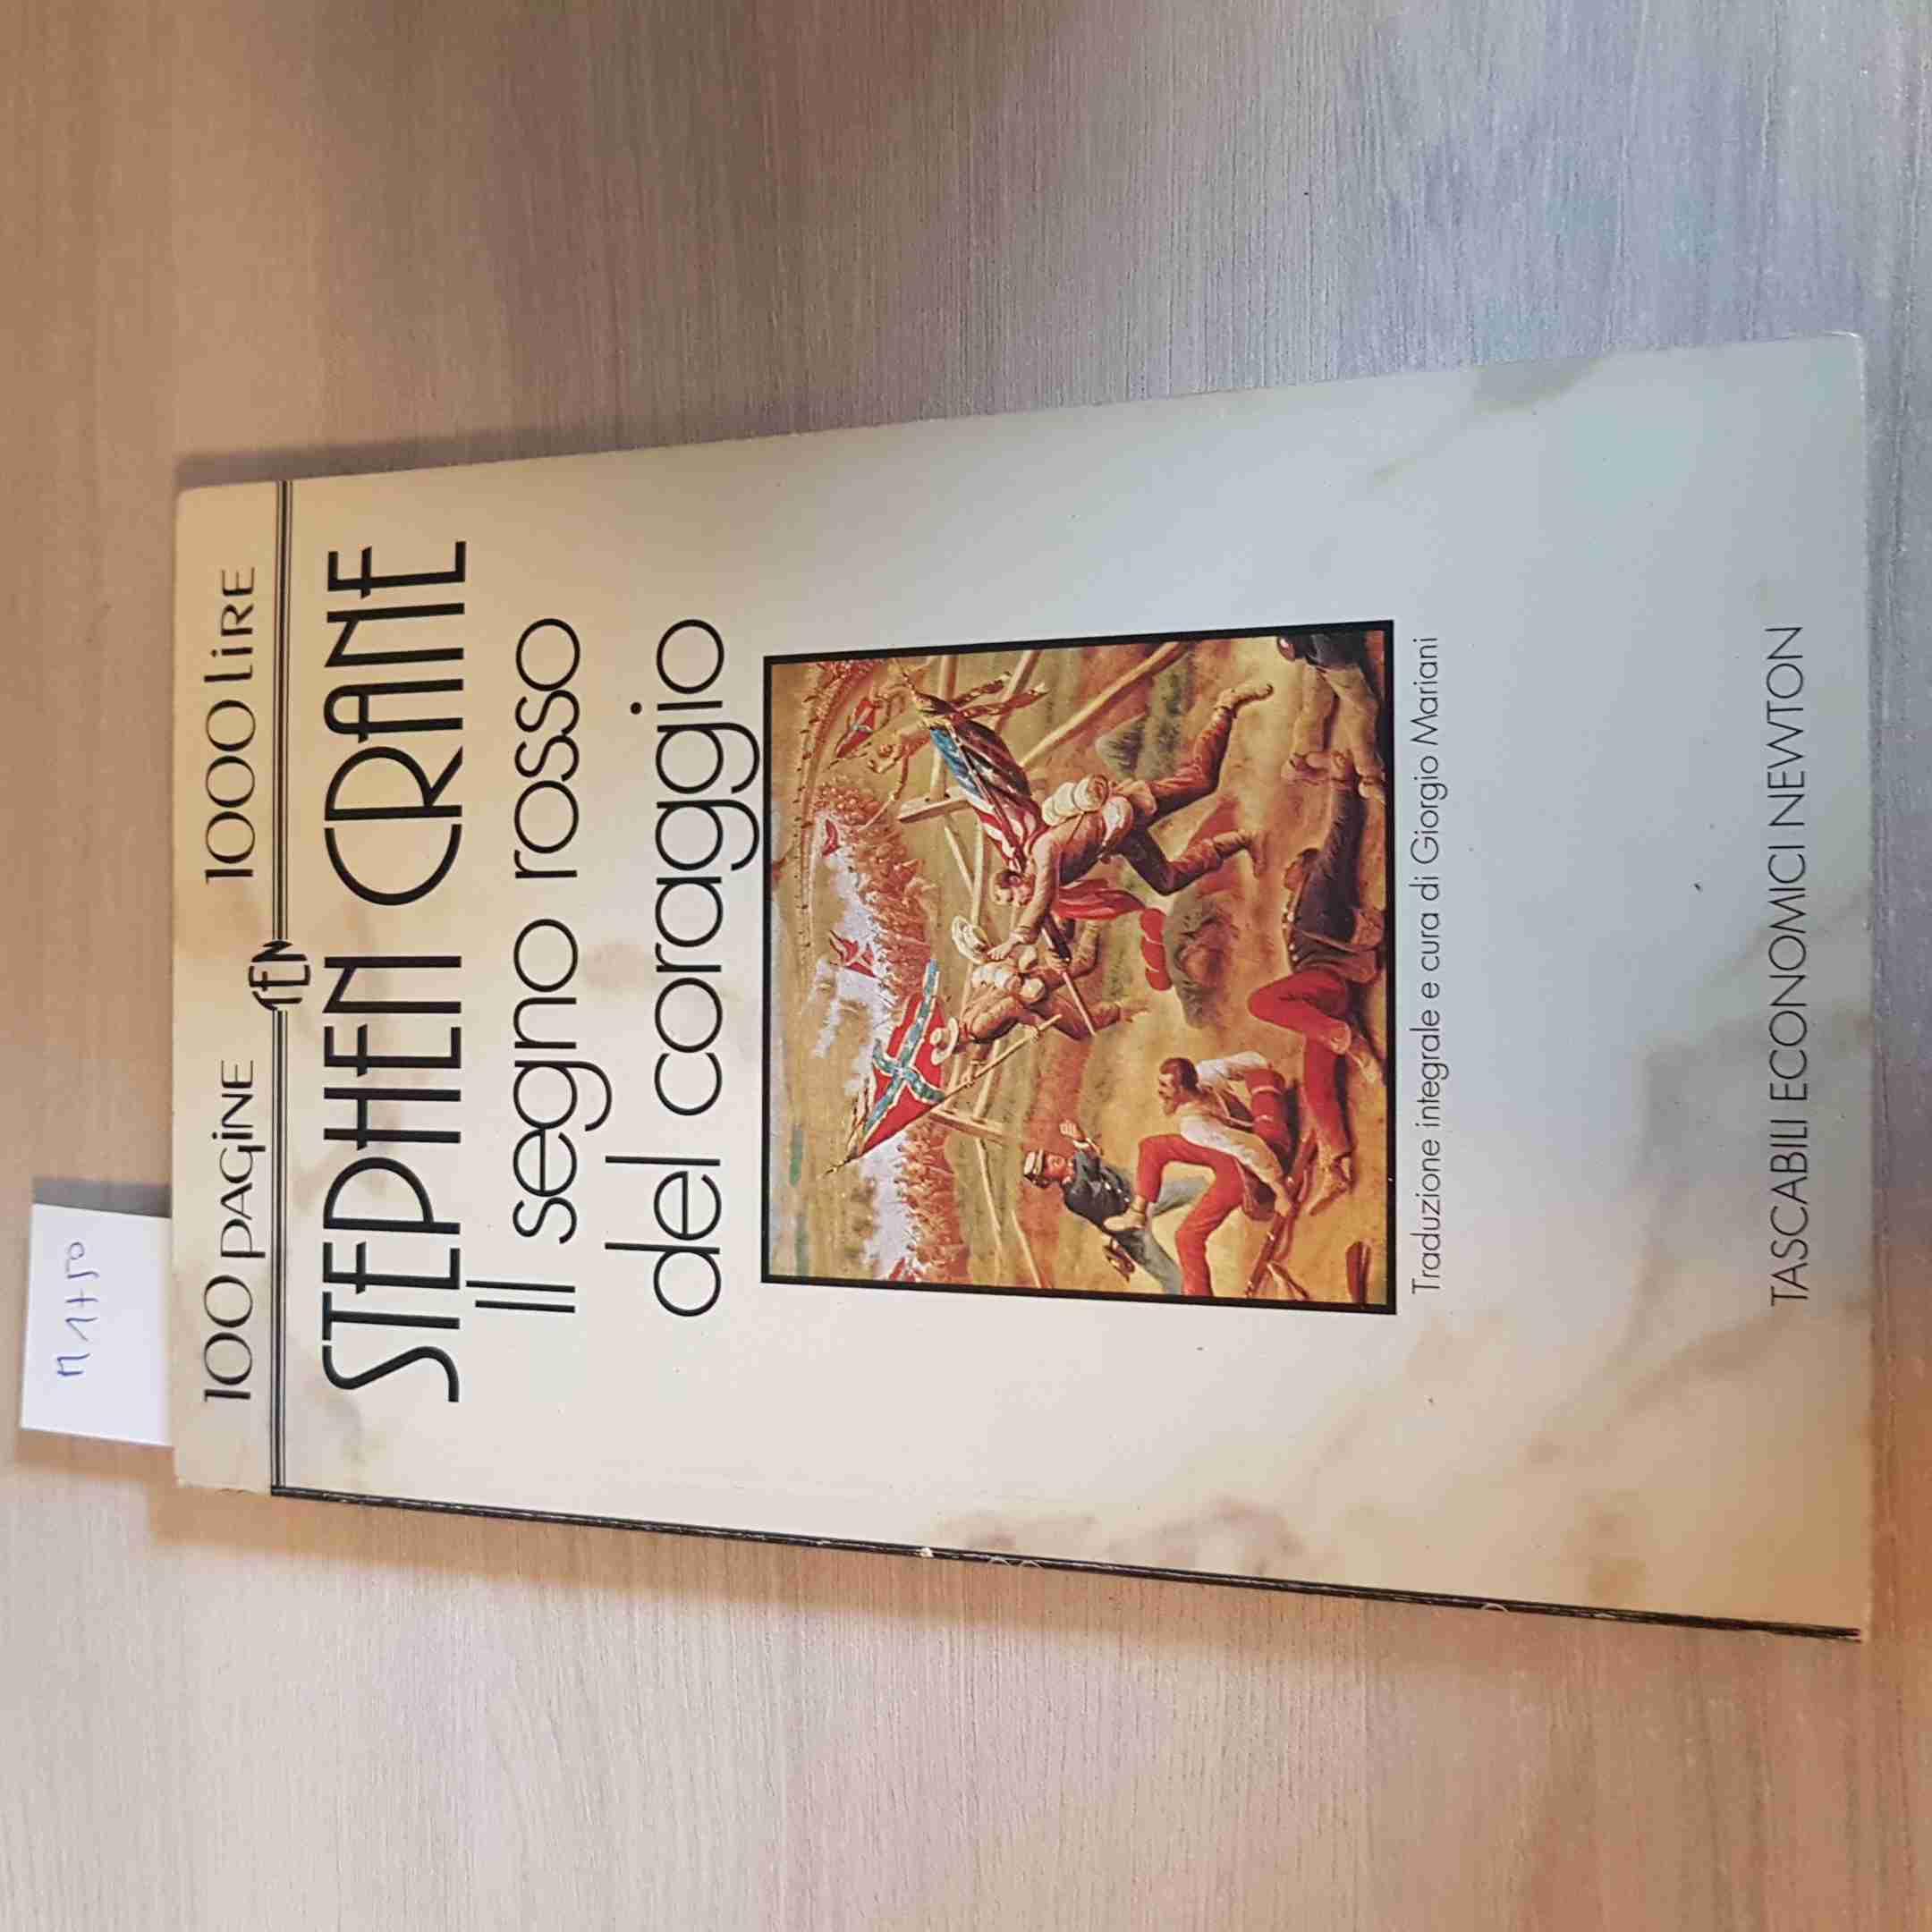 100 PAGiNE 1000 LiRE
TEN
STEPHEN CRANE
Il segno rosso
del coraggio
Traduzione integrale e cura di Giorgio Mariani
TASCABILI ECONOMICI NEWTON